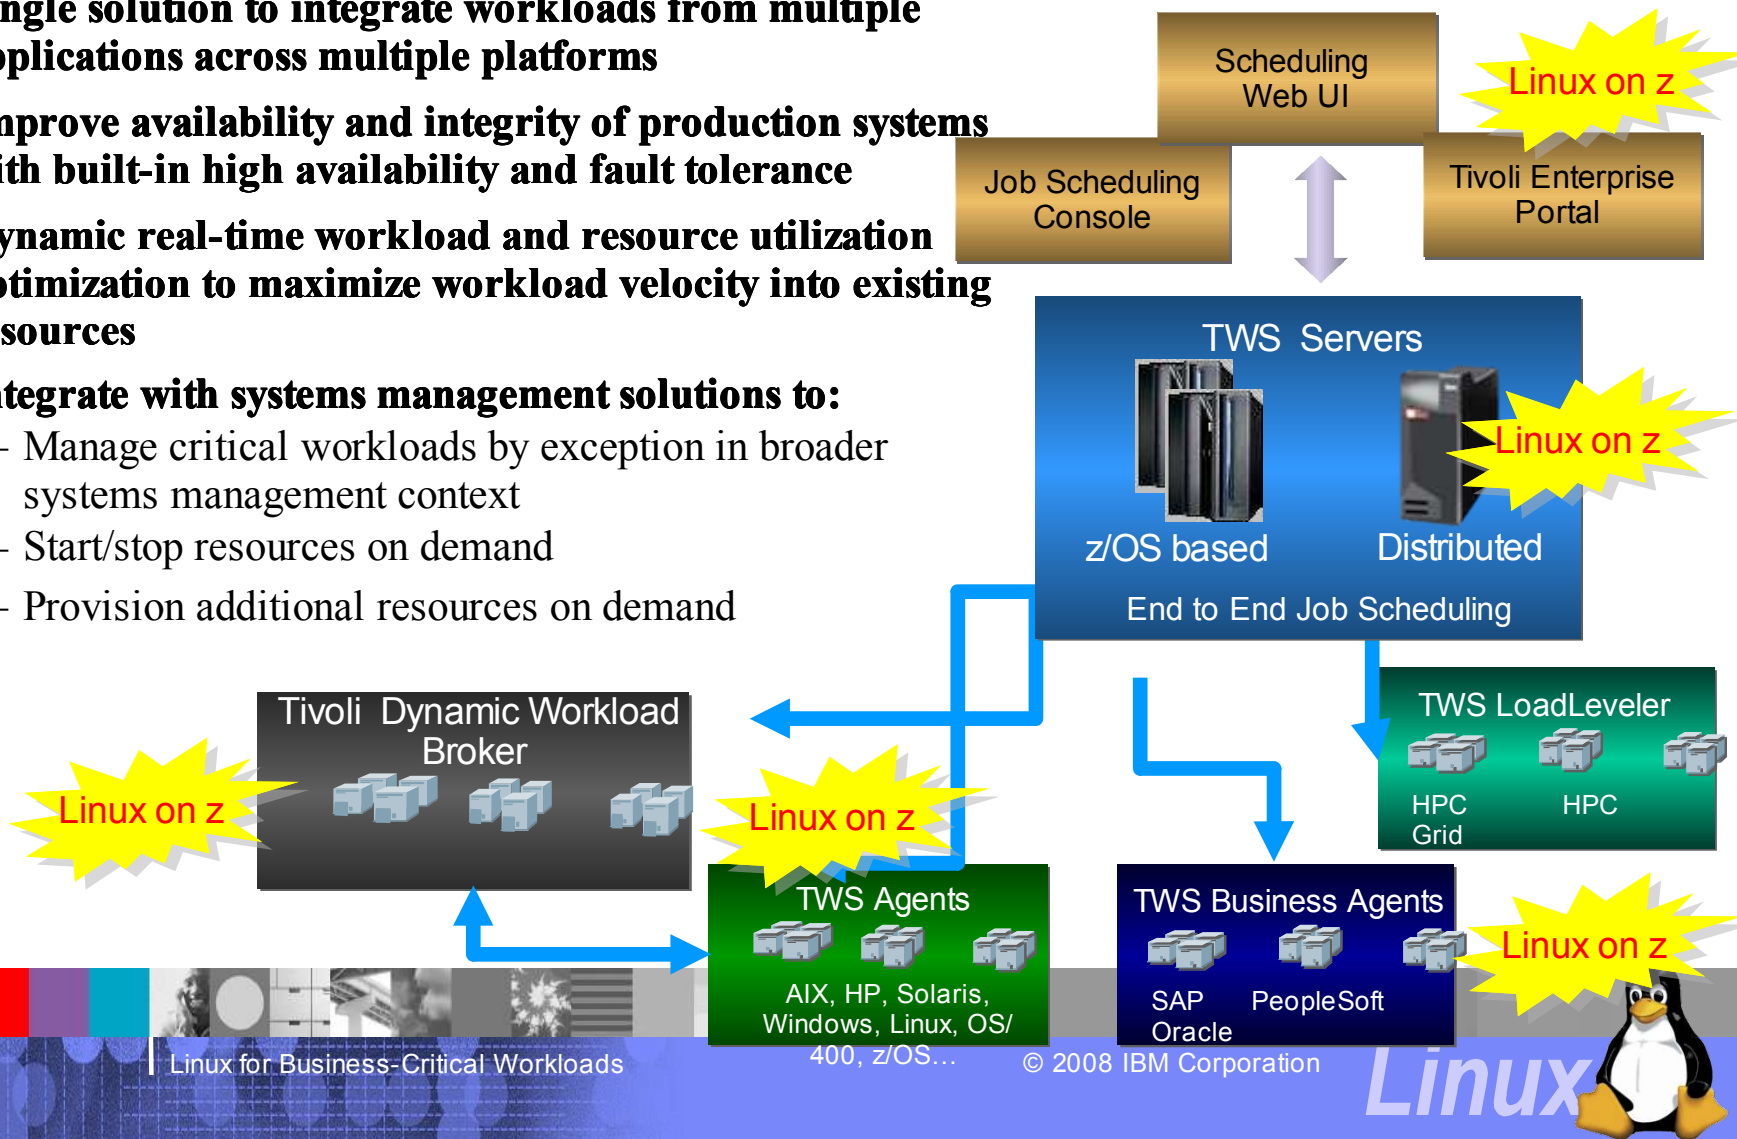 ngle solution to integrate workloads from multiple
pplications across multiple platforms
mprove availability and integrity of production systems
ith built-in high availability and fault tolerance
ynamic real-time workload and resource utilization
ptimization to maximize workload velocity into existing
sources
ntegrate with systems management solutions to:
– Manage critical workloads by exception in broader
systems management context
– Start/stop resources on demand
– Provision additional resources on demand
Scheduling
Web UI
Linux on z
Job Scheduling
Console
Tivoli Enterprise
Portal
TWS Servers
Linux on z
z/OS based
Distributed
End to End Job Scheduling
Tivoli Dynamic Workload
Broker
Linux on z
Linux on z
TWS LoadLeveler
HPC
Grid
HPC
TWS Agents
AIX, HP, Solaris,
Windows, Linux, OS/
400, z/OS…
TWS Business Agents
SAP
Oracle
PeopleSoft
Linux on z
Linux for Business-Critical Workloads
© 2008 IBM Corporation
Linux